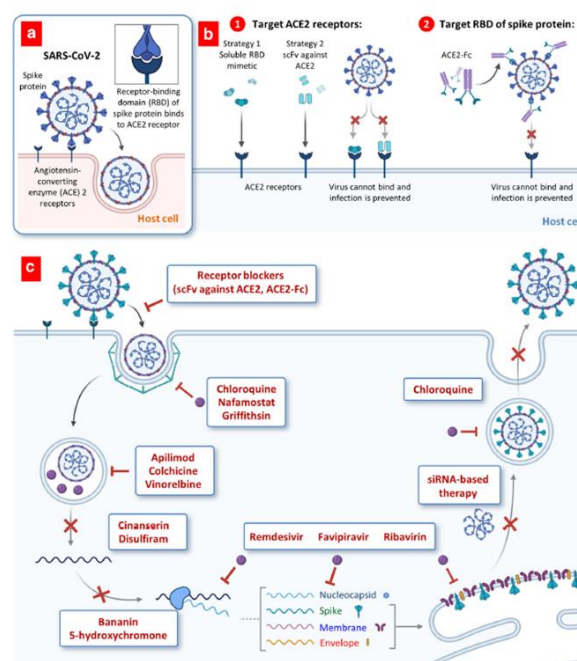 a
SARS-CoV-2
Spike
protein
Receptor-binding
domain (RBD) of
spike protein binds
to ACE2 receptor
Angiotensin-
converting
enzyme (ACE) 2
receptors
Host cell
b
1 Target ACE2 receptors:
Strategy 1
Soluble RBD
mimetic
Strategy 2
scFv against
ACE2
ACE2 receptors
Virus cannot bind and
infection is prevented
2 Target RBD of spike protein:
ACE2-Fc
Virus cannot bind and
infection is prevented
Host ce
c
Receptor blockers
(scFv against ACE2, ACE2-Fc)
Chloroquine
Nafamostat
Griffithsin
Apilimod
Colchicine
Vinorelbine
Cinanserin
Disulfiram
Bananin
5-hydroxychromone
Remdesivir Favipiravir Ribavirin
Nucleocapsid
Spike
Membrane
Envelope
siRNA-based
therapy
Chloroquine